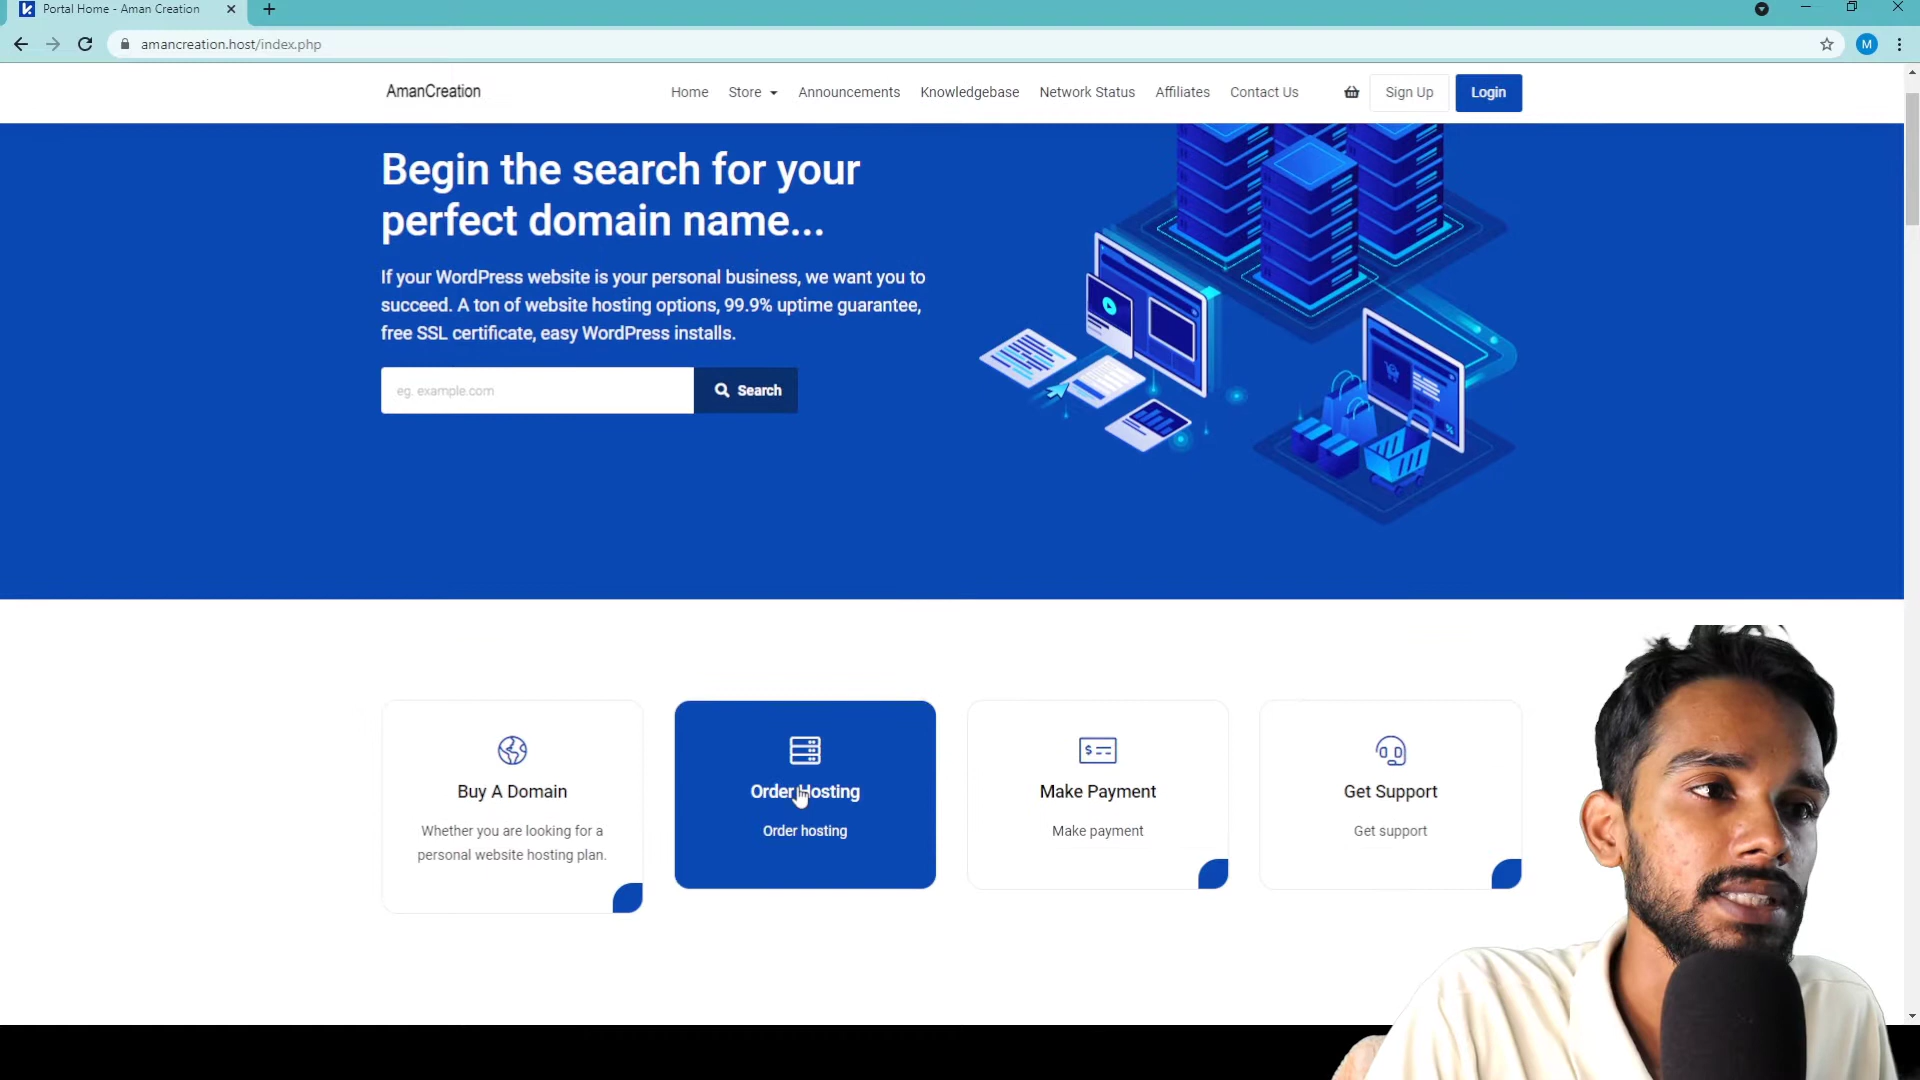 Portal Home - Aman Creation
amancreation.host/index.php
M
AmanCreation
Home
Store
Announcements
Knowledgebase
Network Status
Affiliates
Contact Us
Sign Up
Login
Begin the search for your
perfect domain name...
If your WordPress website is your personal business, we want you to
succeed. A ton of website hosting options, 99.9% uptime guarantee,
free SSL certificate, easy WordPress installs.
eg. example.com
Search
Buy A Domain
Whether you are looking for a
personal website hosting plan.
Order Hosting
Order hosting
Make Payment
Make payment
Get Support
Get support